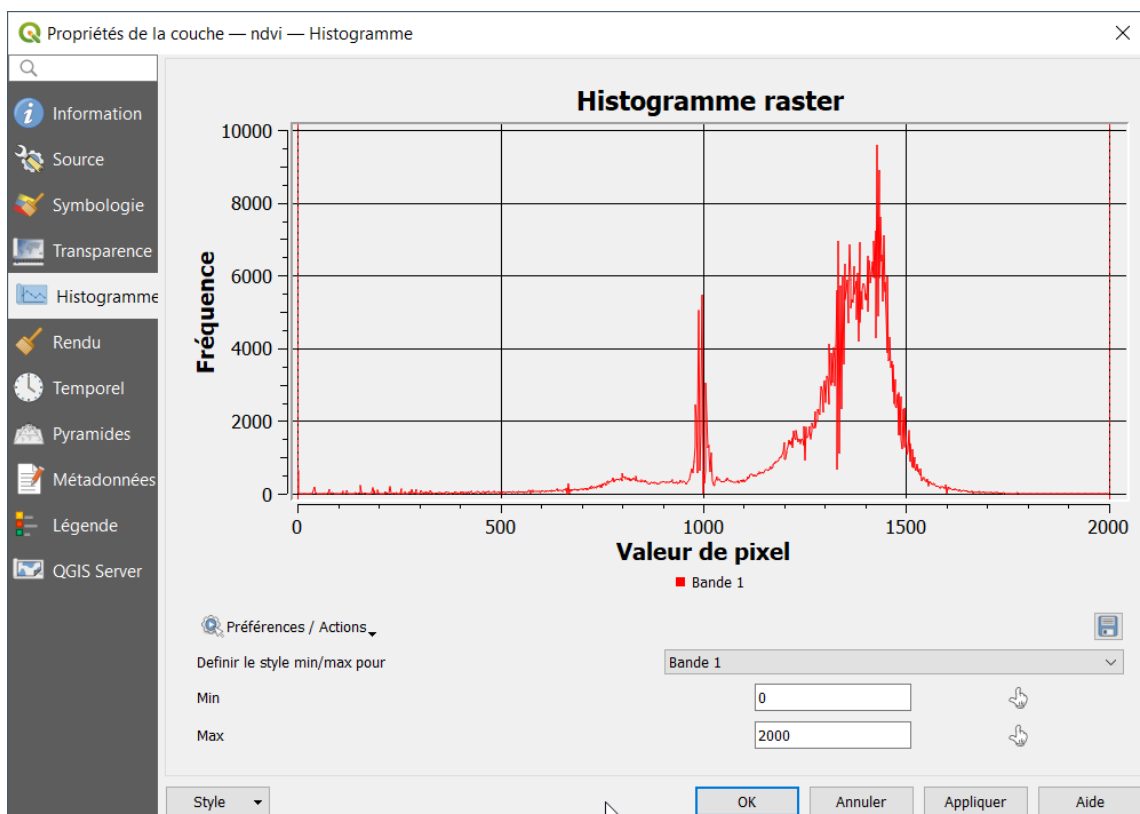 Propriétés de la couche — ndvi — Histogramme
Information
Source
Symbologie
Transparence
Histogramme
Rendu
Temporel
Pyramides
Métadonnées
Légende
QGIS Server
Histogramme raster
Fréquence
10000
8000
6000
4000
2000
0
0 500 1000 1500 2000
Valeur de pixel
Bande 1
Préférences / Actions
Definir le style min/max pour Bande 1
Min 0
Max 2000
Style OK Annuler Appliquer Aide